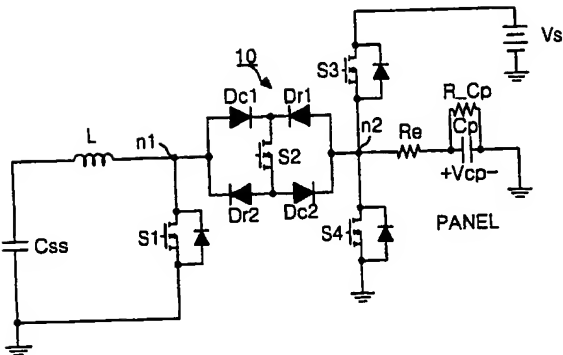 10
S3
Vs
Dc1
Dr1
R_Cp
L
n1
S2
n2
Re
Cp
+Vcp-
Dr2
Dc2
Css
S1
S4
PANEL